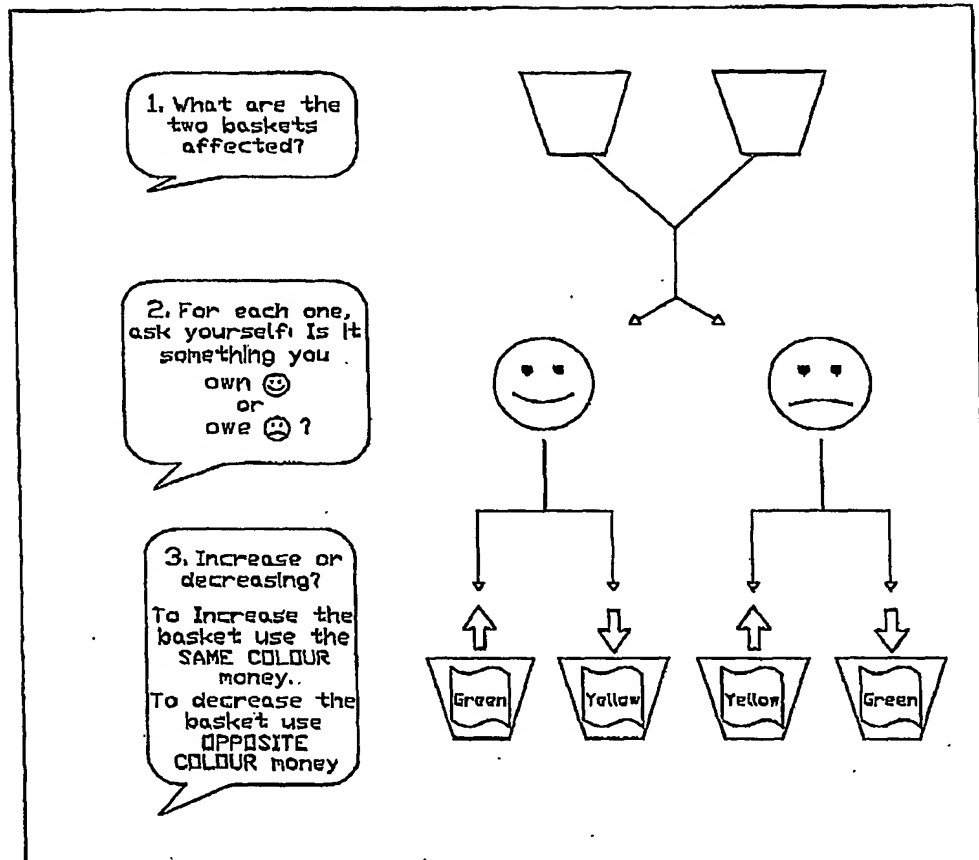 1. What are the
two baskets
affected?
2. For each one,
ask yourself: Is it
something you
own
or
owe ?
3. Increase or
decreasing?
To Increase the
basket use the
SAME COLOUR
money..
To decrease the
basket use
OPPOSITE
COLOUR money
Green
Yellow
Yellow
Green